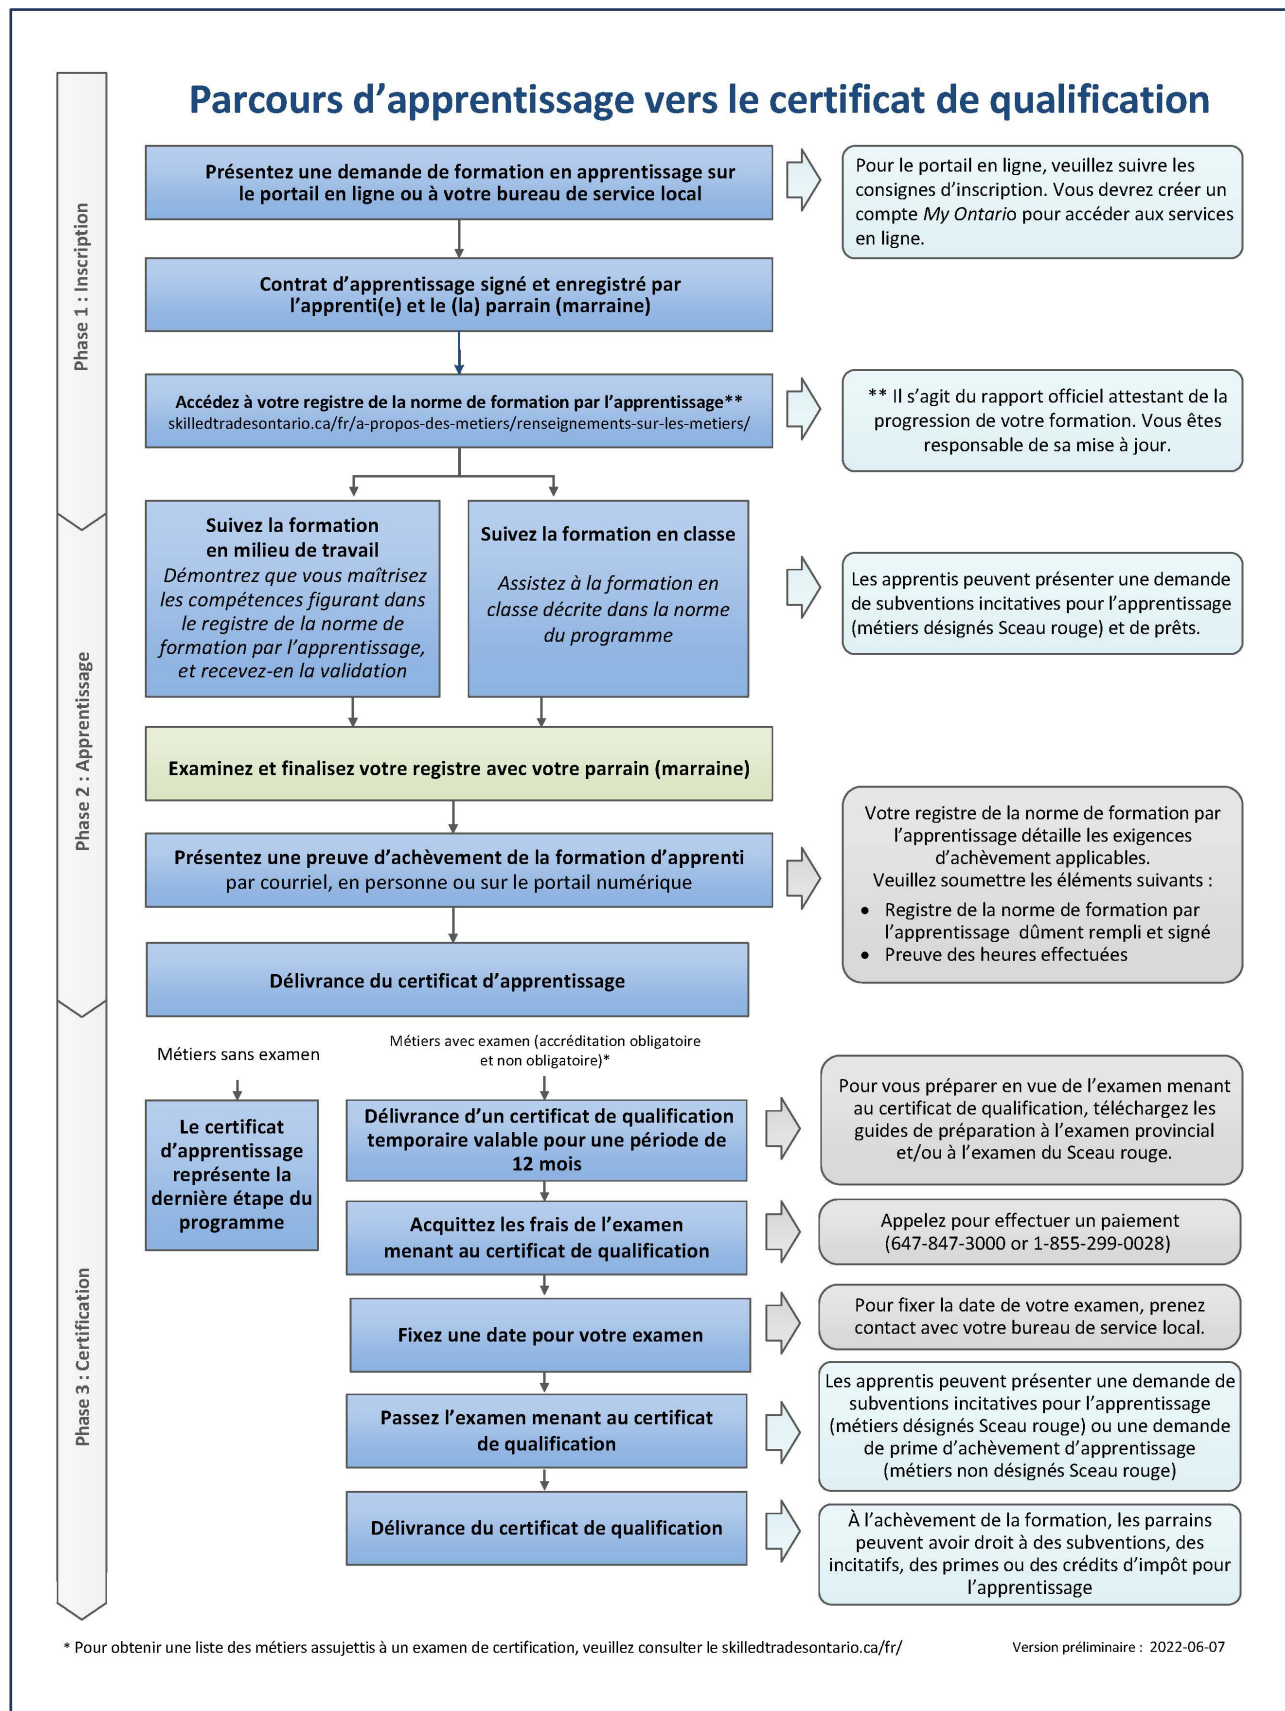 Parcours d'apprentissage vers le certificat de qualification
Phase 1 : Inscription
Présentez une demande de formation en apprentissage sur
le portail en ligne ou à votre bureau de service local
Pour le portail en ligne, veuillez suivre les
consignes d'inscription. Vous devrez créer un
compte My Ontario pour accéder aux services
en ligne.
Contrat d'apprentissage signé et enregistré par
l'apprenti(e) et le (la) parrain (marraine)
Accédez à votre registre de la norme de formation par l'apprentissage**
skilledtradesontario.ca/fr/a-propos-des-metiers/renseignements-sur-les-metiers/
** Il s'agit du rapport officiel attestant de la
progression de votre formation. Vous êtes
responsable de sa mise à jour.
Phase 2 : Apprentissage
Suivez la formation
en milieu de travail
Démontrez que vous maîtrisez
les compétences figurant dans
le registre de la norme de
formation par l'apprentissage,
et recevez-en la validation
Suivez la formation en classe
Assistez à la formation en
classe décrite dans la norme
du programme
Les apprentis peuvent présenter une demande
de subventions incitatives pour l'apprentissage
(métiers désignés Sceau rouge) et de prêts.
Examinez et finalisez votre registre avec votre parrain (marraine)
Présentez une preuve d'achèvement de la formation d'apprenti
par courriel, en personne ou sur le portail numérique
Votre registre de la norme de formation par
l'apprentissage détaille les exigences
d'achèvement applicables.
Veuillez soumettre les éléments suivants :
• Registre de la norme de formation par
l'apprentissage dûment rempli et signé
• Preuve des heures effectuées
Délivrance du certificat d'apprentissage
Phase 3 : Certification
Métiers sans examen
Le certificat
d'apprentissage
représente la
dernière étape du
programme
Métiers avec examen (accréditation obligatoire
et non obligatoire)*
Délivrance d'un certificat de qualification
temporaire valable pour une période de
12 mois
Pour vous préparer en vue de l'examen menant
au certificat de qualification, téléchargez les
guides de préparation à l'examen provincial
et/ou à l'examen du Sceau rouge.
Acquittez les frais de l'examen
menant au certificat de qualification
Appelez pour effectuer un paiement
(647-847-3000 or 1-855-299-0028)
Fixez une date pour votre examen
Pour fixer la date de votre examen, prenez
contact avec votre bureau de service local.
Passez l'examen menant au certificat
de qualification
Les apprentis peuvent présenter une demande de
subventions incitatives pour l'apprentissage
(métiers désignés Sceau rouge) ou une demande
de prime d'achèvement d'apprentissage
(métiers non désignés Sceau rouge)
Délivrance du certificat de qualification
À l'achèvement de la formation, les parrains
peuvent avoir droit à des subventions, des
incitatifs, des primes ou des crédits d'impôt pour
l'apprentissage
* Pour obtenir une liste des métiers assujettis à un examen de certification, veuillez consulter le skilledtradesontario.ca/fr/
Version préliminaire : 2022-06-07